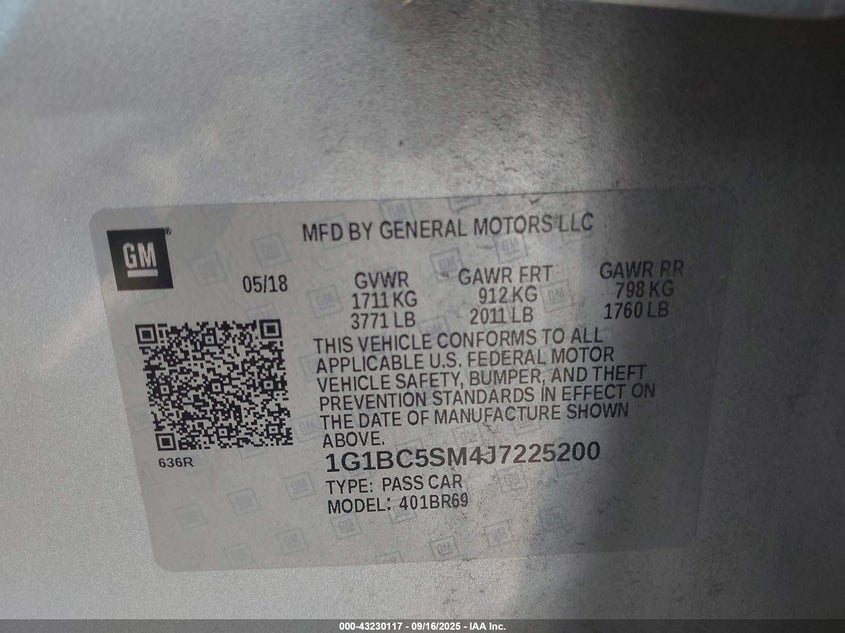 GM
®
MFD BY GENERAL MOTORS LLC
05/18
GVWR GAWR FRT GAWR RR
1711 KG 912 KG 798 KG
3771 LB 2011 LB 1760 LB
THIS VEHICLE CONFORMS TO ALL
APPLICABLE U.S. FEDERAL MOTOR
VEHICLE SAFETY, BUMPER, AND THEFT
PREVENTION STANDARDS IN EFFECT ON
THE DATE OF MANUFACTURE SHOWN
ABOVE.
636R
1G1BC5SM4J7225200
TYPE: PASS CAR
MODEL: 401BR69
000-43230117 - 09/16/2025 - IAA Inc.